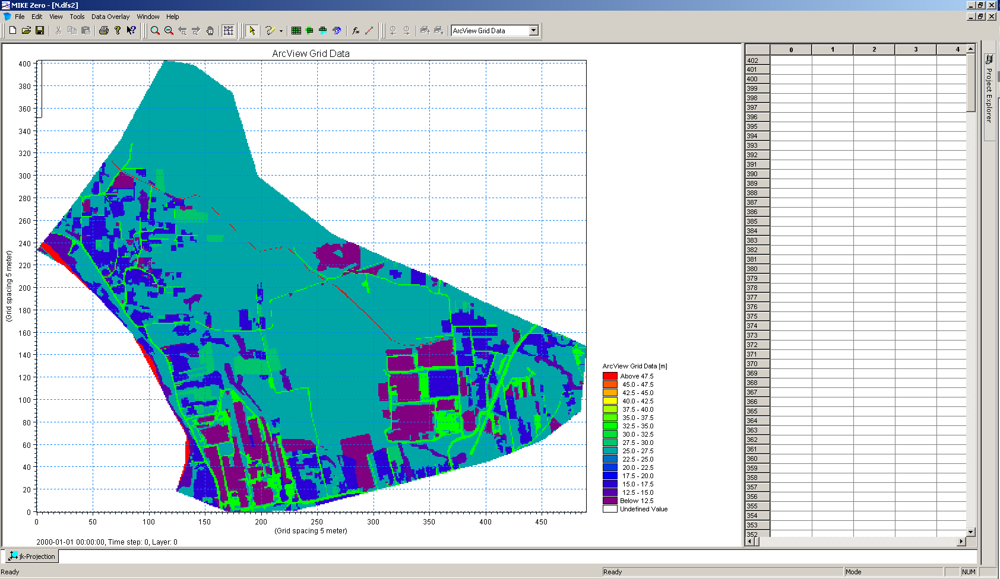 MIKE Zero - [N.dfs2]
File Edit View Tools Data Overlay Window Help
ArcView Grid Data
ArcView Grid Data
400
380
360
340
320
300
280
260
240
220
200
180
160
140
120
100
80
60
40
20
0
(Grid spacing 5 meter)
0 50 100 150 200 250 300 350 400 450
(Grid spacing 5 meter)
2000-01-01 00:00:00, Time step: 0, Layer: 0
ArcView Grid Data [m]
Above 47.5
45.0 - 47.5
42.5 - 45.0
40.0 - 42.5
37.5 - 40.0
35.0 - 37.5
32.5 - 35.0
30.0 - 32.5
27.5 - 30.0
25.0 - 27.5
22.5 - 25.0
20.0 - 22.5
17.5 - 20.0
15.0 - 17.5
12.5 - 15.0
Below 12.5
Undefined Value
0 1 2 3 4
402
401
400
399
398
397
396
395
394
393
392
391
390
389
388
387
386
385
384
383
382
381
380
379
378
377
376
375
374
373
372
371
370
369
368
367
366
365
364
363
362
361
360
359
358
357
356
355
354
353
352
Project Explorer
jk-Projection
Ready Ready Mode NUM